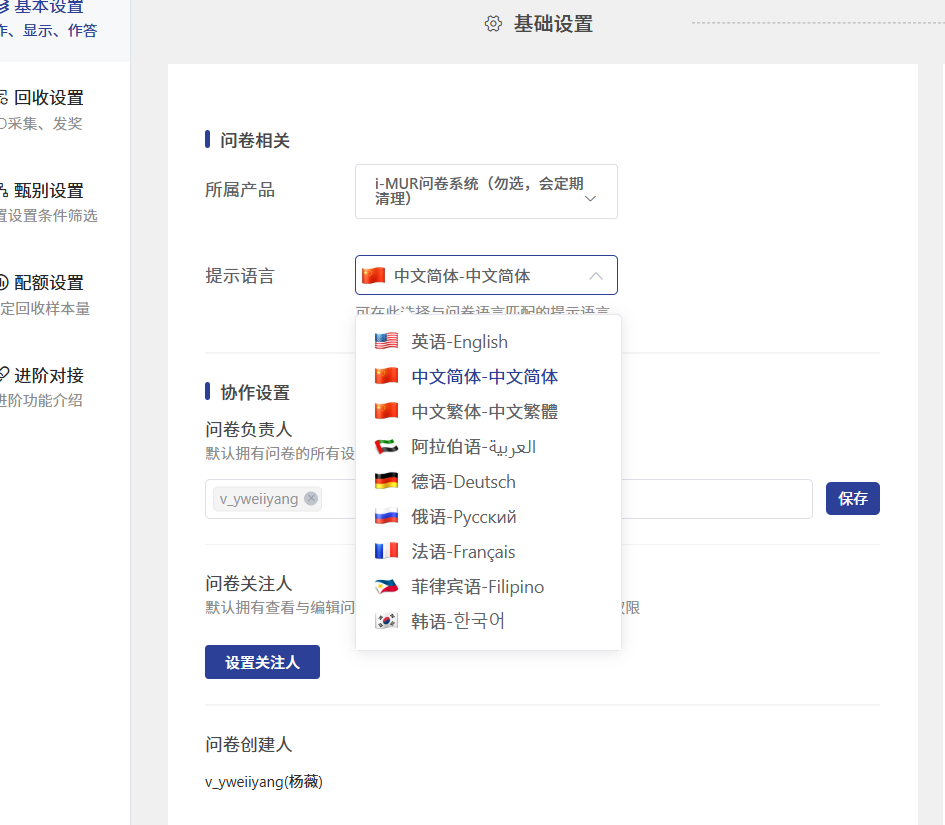 基本设置
作、显示、作答
回收设置
ID采集、发奖
甄别设置
置设置条件筛选
配额设置
定回收样本量
进阶对接
进阶功能介绍
基础设置
问卷相关
所属产品
i-MUR问卷系统（勿选，会定期
清理）
提示语言
中文简体-中文简体
可在此选择与问卷语言匹配的提示语言
英语-English
中文简体-中文简体
中文繁体-中文繁體
阿拉伯语-العربية
德语-Deutsch
俄语-Русский
法语-Français
菲律宾语-Filipino
韩语-한국어
协作设置
问卷负责人
默认拥有问卷的所有设
v_yweiiyang
保存
问卷关注人
默认拥有查看与编辑问
权限
设置关注人
问卷创建人
v_yweiiyang(杨薇)